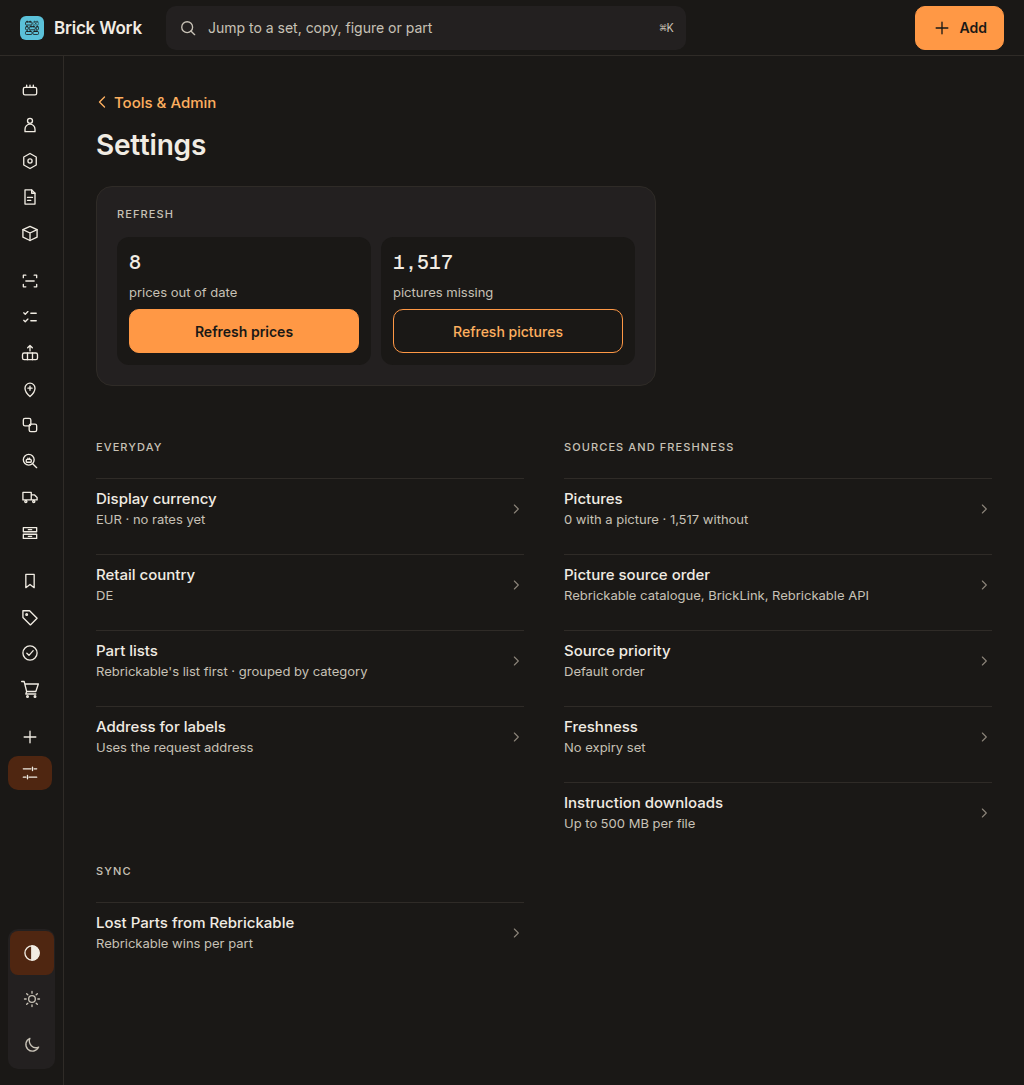 Brick Work
Jump to a set, copy, figure or part
⌘K
Add
Tools & Admin
Settings
REFRESH
8
prices out of date
Refresh prices
1,517
pictures missing
Refresh pictures
EVERYDAY
Display currency
EUR · no rates yet
Retail country
DE
Part lists
Rebrickable's list first · grouped by category
Address for labels
Uses the request address
SOURCES AND FRESHNESS
Pictures
0 with a picture · 1,517 without
Picture source order
Rebrickable catalogue, BrickLink, Rebrickable API
Source priority
Default order
Freshness
No expiry set
Instruction downloads
Up to 500 MB per file
SYNC
Lost Parts from Rebrickable
Rebrickable wins per part